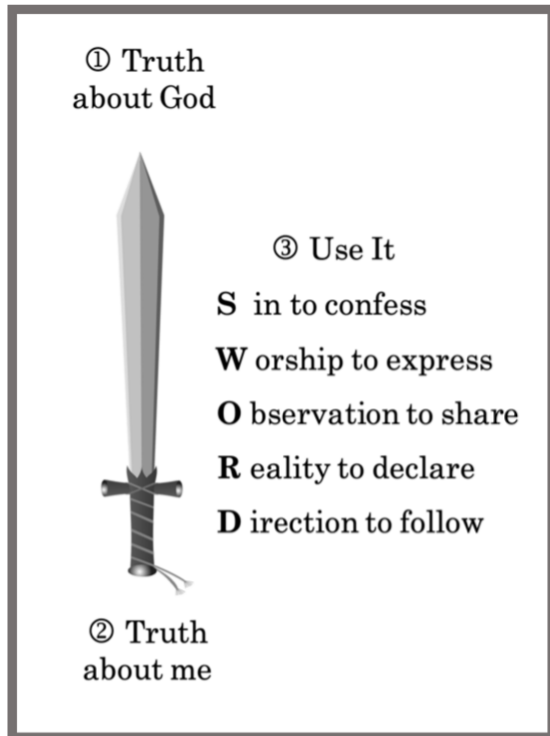 ① Truth
about God
③ Use It
S in to confess
W orship to express
O bservation to share
R eality to declare
D irection to follow
② Truth
about me